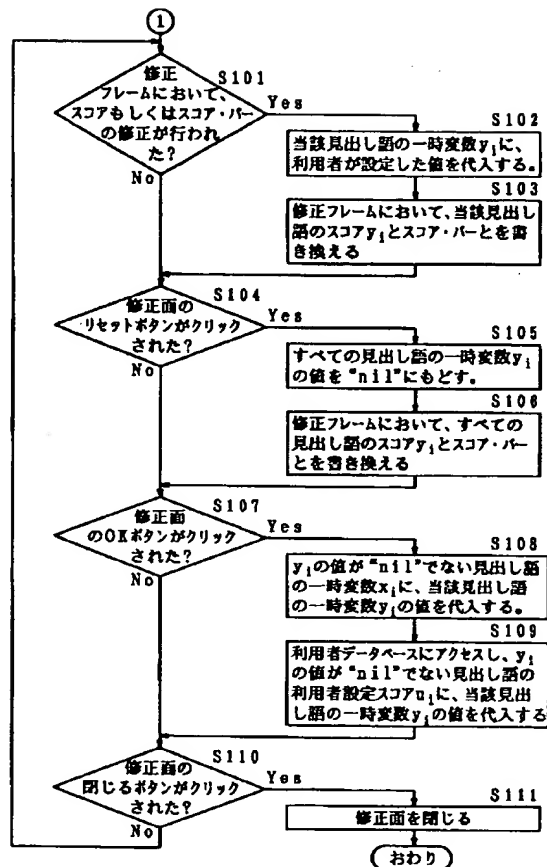 1
修正
フレームにおいて、
スコアもしくはスコア・バー
の修正が行われ
た?
S101
Yes
No
S102
当該見出し語の一時変数yiに、
利用者が設定した値を代入する。
S103
修正フレームにおいて、当該見出し
語のスコアyiとスコア・バーとを書
き換える
S104
修正面の
リセットボタンがクリック
された?
Yes
No
S105
すべての見出し語の一時変数yi
の値を"nil"にもどす。
S106
修正フレームにおいて、すべての
見出し語のスコアyiとスコア・バー
とを書き換える
S107
修正面
のOKボタンがクリック
された?
Yes
No
S108
yiの値が"nil"でない見出し語
の一時変数xiに、当該見出し語
の一時変数yiの値を代入する。
S109
利用者データベースにアクセスし、yi
の値が"nil"でない見出し語の
利用者設定スコアuiに、当該見出
し語の一時変数yiの値を代入する
S110
修正面の
閉じるボタンがクリック
された?
Yes
No
S111
修正面を閉じる
おわり